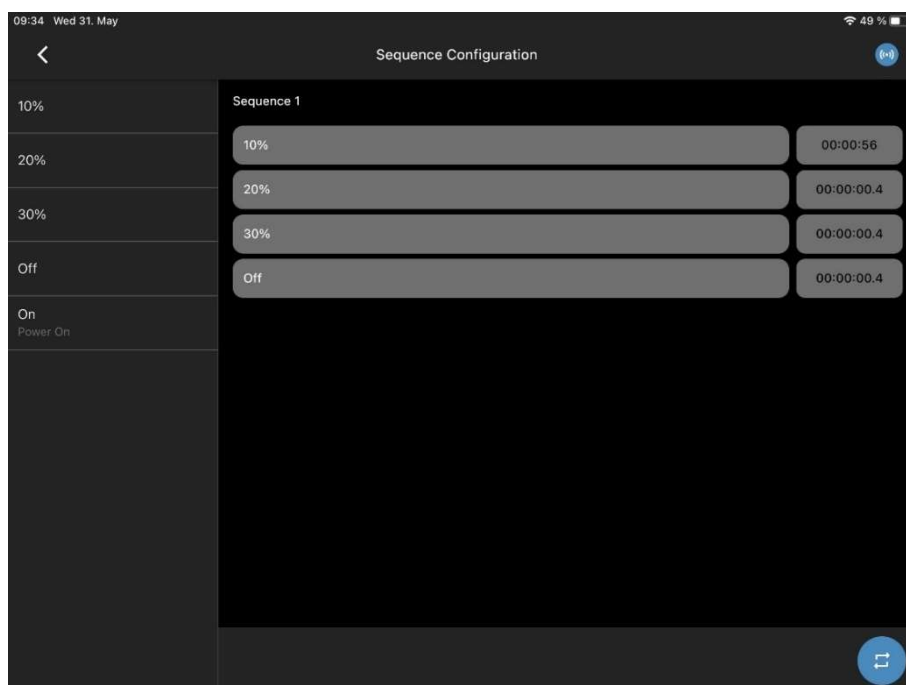 09:34 Wed 31. May
49 %
Sequence Configuration
10%
20%
30%
Off
On
Power On
Sequence 1
10%
00:00:56
20%
00:00:00.4
30%
00:00:00.4
Off
00:00:00.4